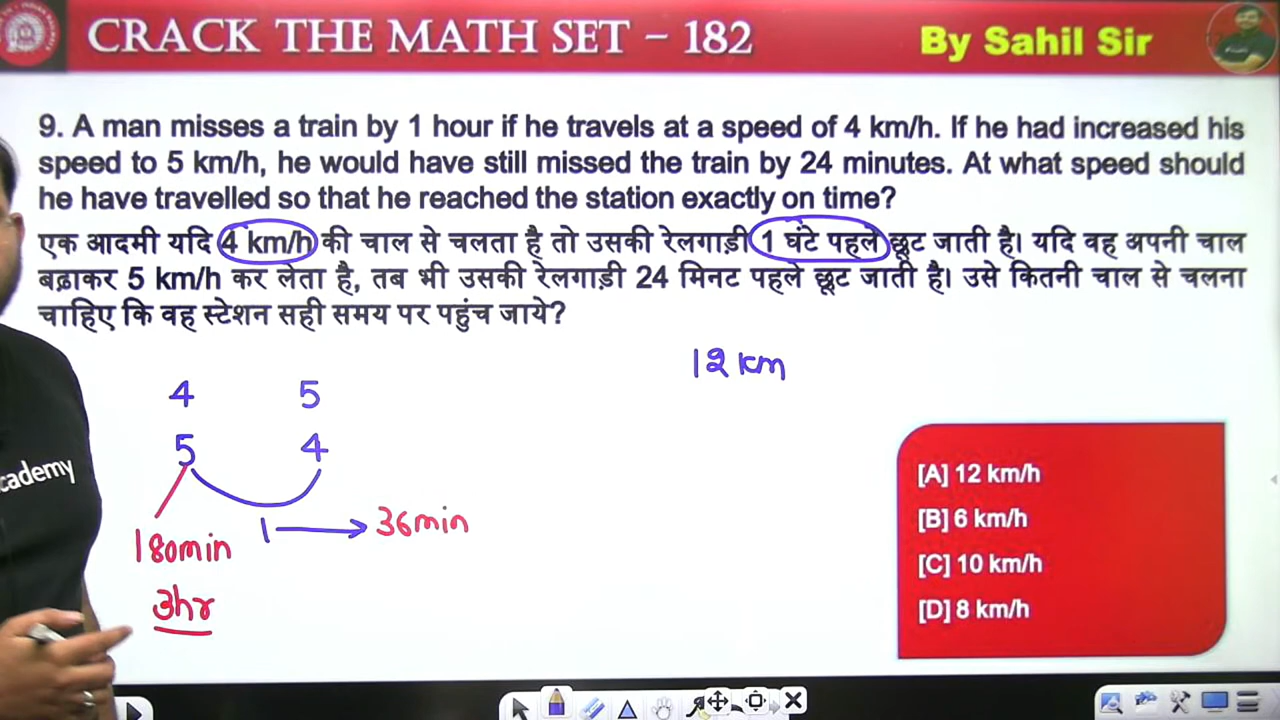 CRACK THE MATH SET – 182
By Sahil Sir
9. A man misses a train by 1 hour if he travels at a speed of 4 km/h. If he had increased his
speed to 5 km/h, he would have still missed the train by 24 minutes. At what speed should
he have travelled so that he reached the station exactly on time?
एक आदमी यदि 4 km/h की चाल से चलता है तो उसकी रेलगाड़ी 1 घंटे पहले छूट जाती है। यदि वह अपनी चाल
बढ़ाकर 5 km/h कर लेता है, तब भी उसकी रेलगाड़ी 24 मिनट पहले छूट जाती है। उसे कितनी चाल से चलना
चाहिए कि वह स्टेशन सही समय पर पहुंच जाये?
12 km
4 5
5 4
1 → 36min
180min
3hr
[A] 12 km/h
[B] 6 km/h
[C] 10 km/h
[D] 8 km/h